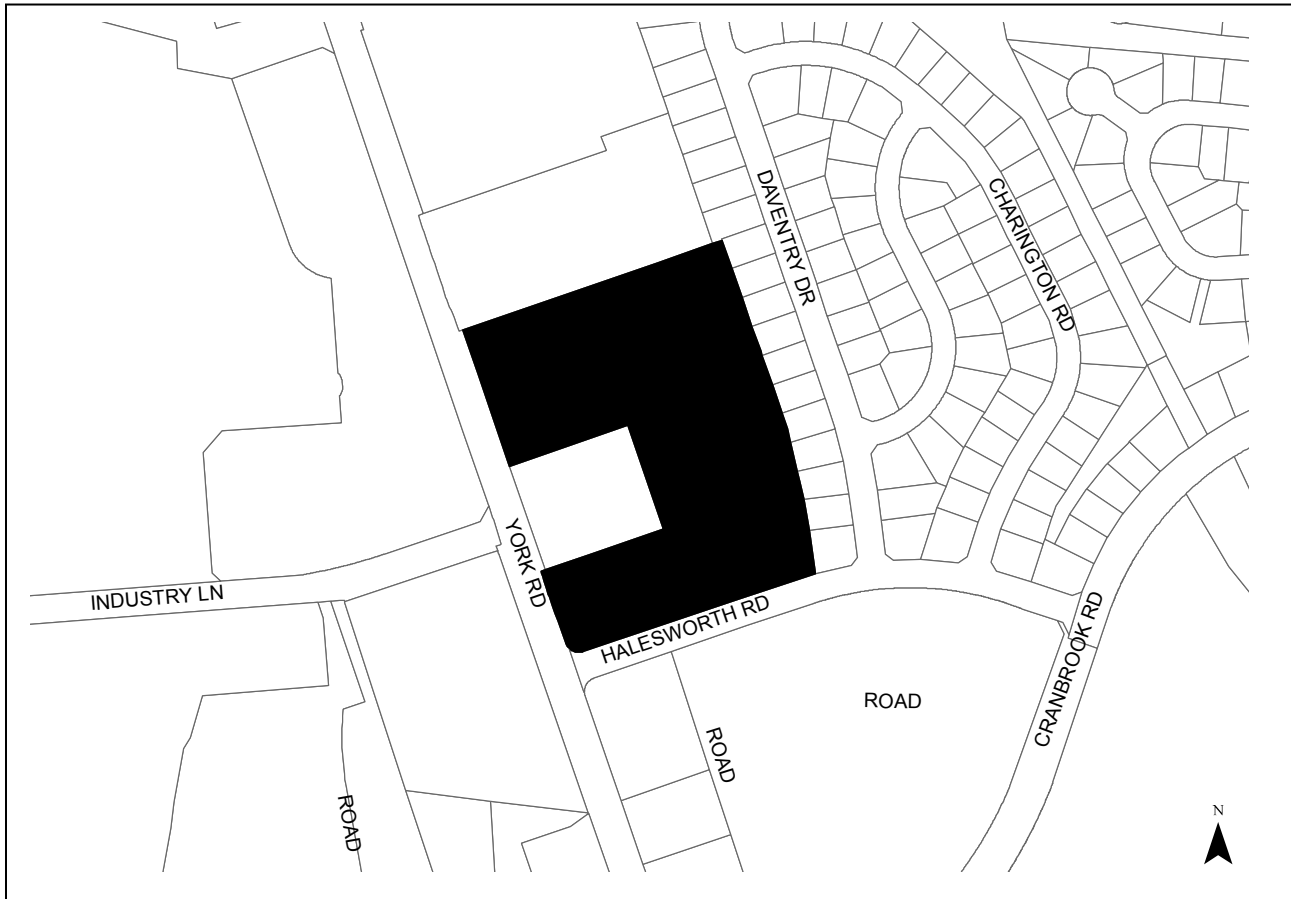 DAVENTRY DR
CHARINGTON RD
YORK RD
INDUSTRY LN
HALESWORTH RD
CRANBROOK RD
ROAD
ROAD
ROAD
N